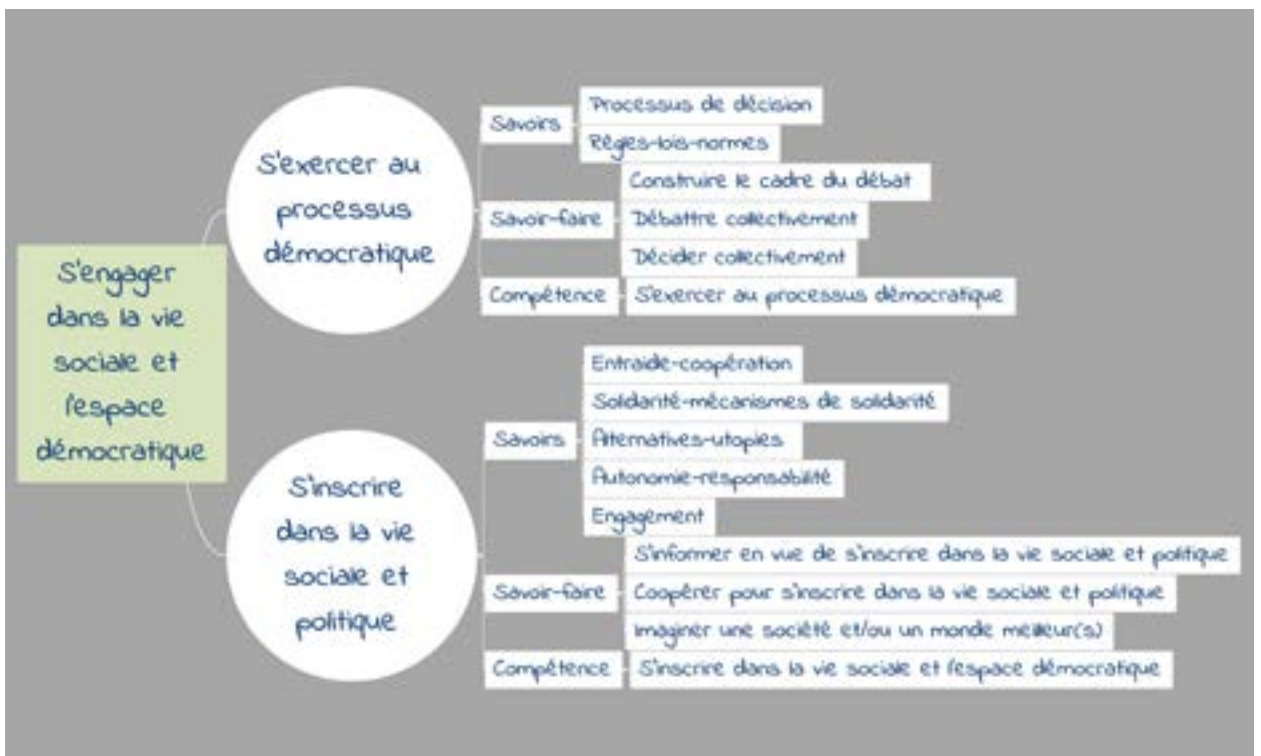 S'engager
dans la vie
sociale et
l'espace
démocratique
S'exercer au
processus
démocratique
Savoirs
Processus de décision
Règles-lois-normes
Savoir-faire
Construire le cadre du débat
Débattre collectivement
Décider collectivement
Compétence
S'exercer au processus démocratique
S'inscrire
dans la vie
sociale et
politique
Savoirs
Entraide-coopération
Solidarité-mécanismes de solidarité
Alternatives-utopies
Autonomie-responsabilité
Engagement
Savoir-faire
S'informer en vue de s'inscrire dans la vie sociale et politique
Coopérer pour s'inscrire dans la vie sociale et politique
Imaginer une société et/ou un monde meilleur(s)
Compétence
S'inscrire dans la vie sociale et l'espace démocratique